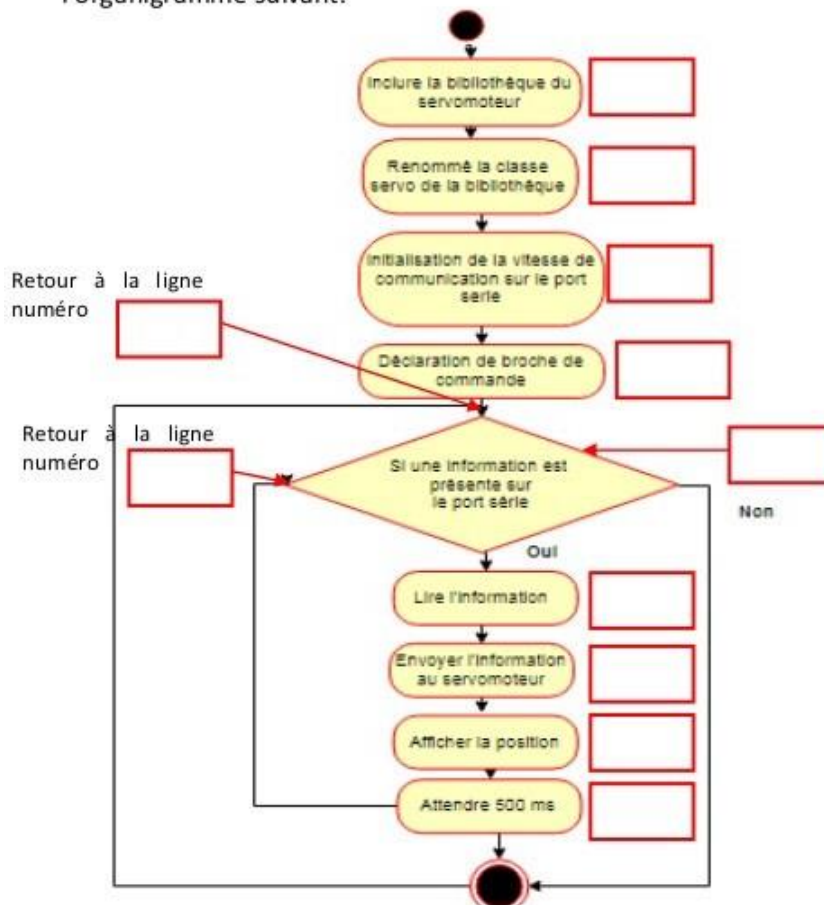 l'organigramme suivant:
Inclure la bibliothèque du
servomoteur
Renommé la classe
servo de la bibliothèque
Initialisation de la vitesse de
communication sur le port
serie
Retour à la ligne
numéro
Déclaration de broche de
commande
Retour à la ligne
numéro
Si une information est
présente sur
le port série
Non
Oui
Lire l'information
Envoyer l'information
au servomoteur
Afficher la position
Attendre 500 ms